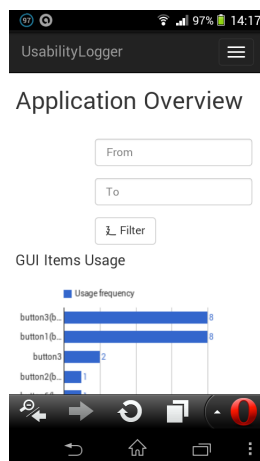 97
97% 14:17
UsabilityLogger
Application Overview
From
To
Filter
GUI Items Usage
Usage frequency
button3(b...
8
button1(b...
8
button3
2
button2(b...
1